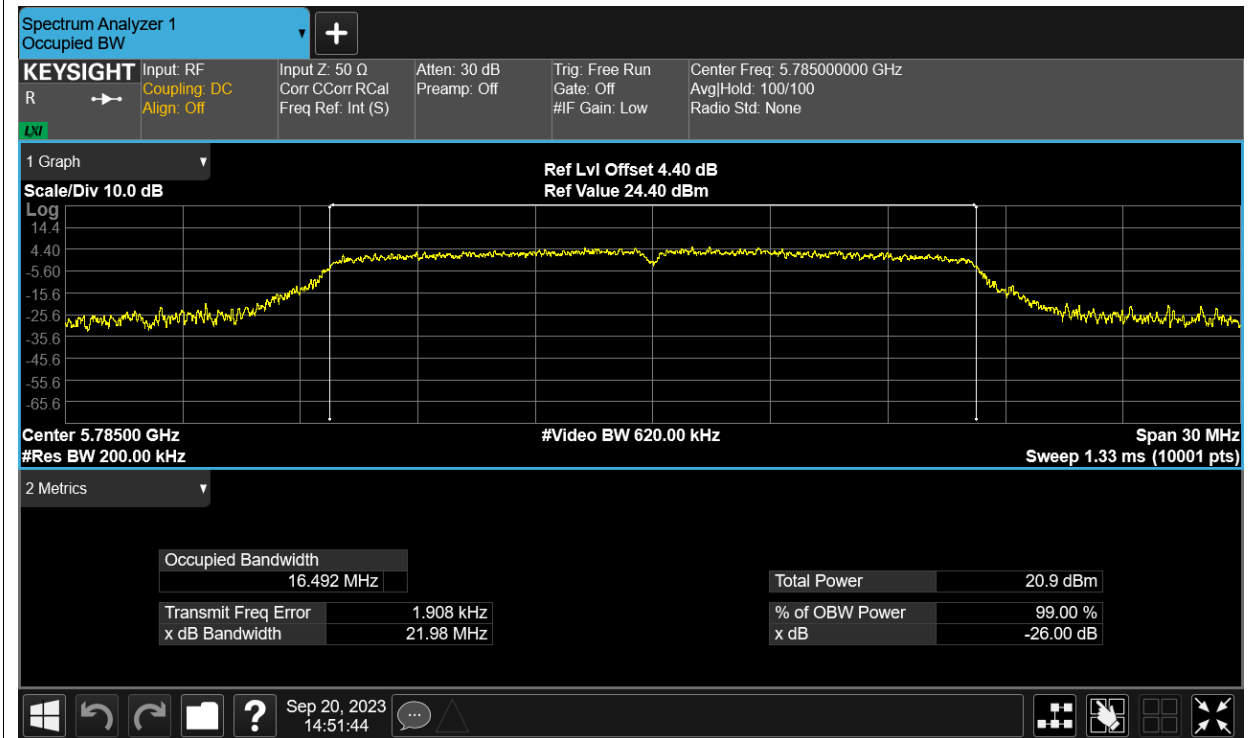 Spectrum Analyzer 1
Occupied BW
KEYSIGHT
R
LXI
Input: RF
Coupling: DC
Align: Off
Input Z: 50 Ω
Corr CCorr RCal
Freq Ref: Int (S)
Atten: 30 dB
Preamp: Off
Trig: Free Run
Gate: Off
#IF Gain: Low
Center Freq: 5.785000000 GHz
Avg|Hold: 100/100
Radio Std: None
1 Graph
Scale/Div 10.0 dB
Ref Lvl Offset 4.40 dB
Ref Value 24.40 dBm
Log
14.4
4.40
-5.60
-15.6
-25.6
-35.6
-45.6
-55.6
-65.6
Center 5.78500 GHz
#Res BW 200.00 kHz
#Video BW 620.00 kHz
Span 30 MHz
Sweep 1.33 ms (10001 pts)
2 Metrics
Occupied Bandwidth
16.492 MHz
Transmit Freq Error 1.908 kHz
x dB Bandwidth 21.98 MHz
Total Power 20.9 dBm
% of OBW Power 99.00 %
x dB -26.00 dB
?
Sep 20, 2023
14:51:44